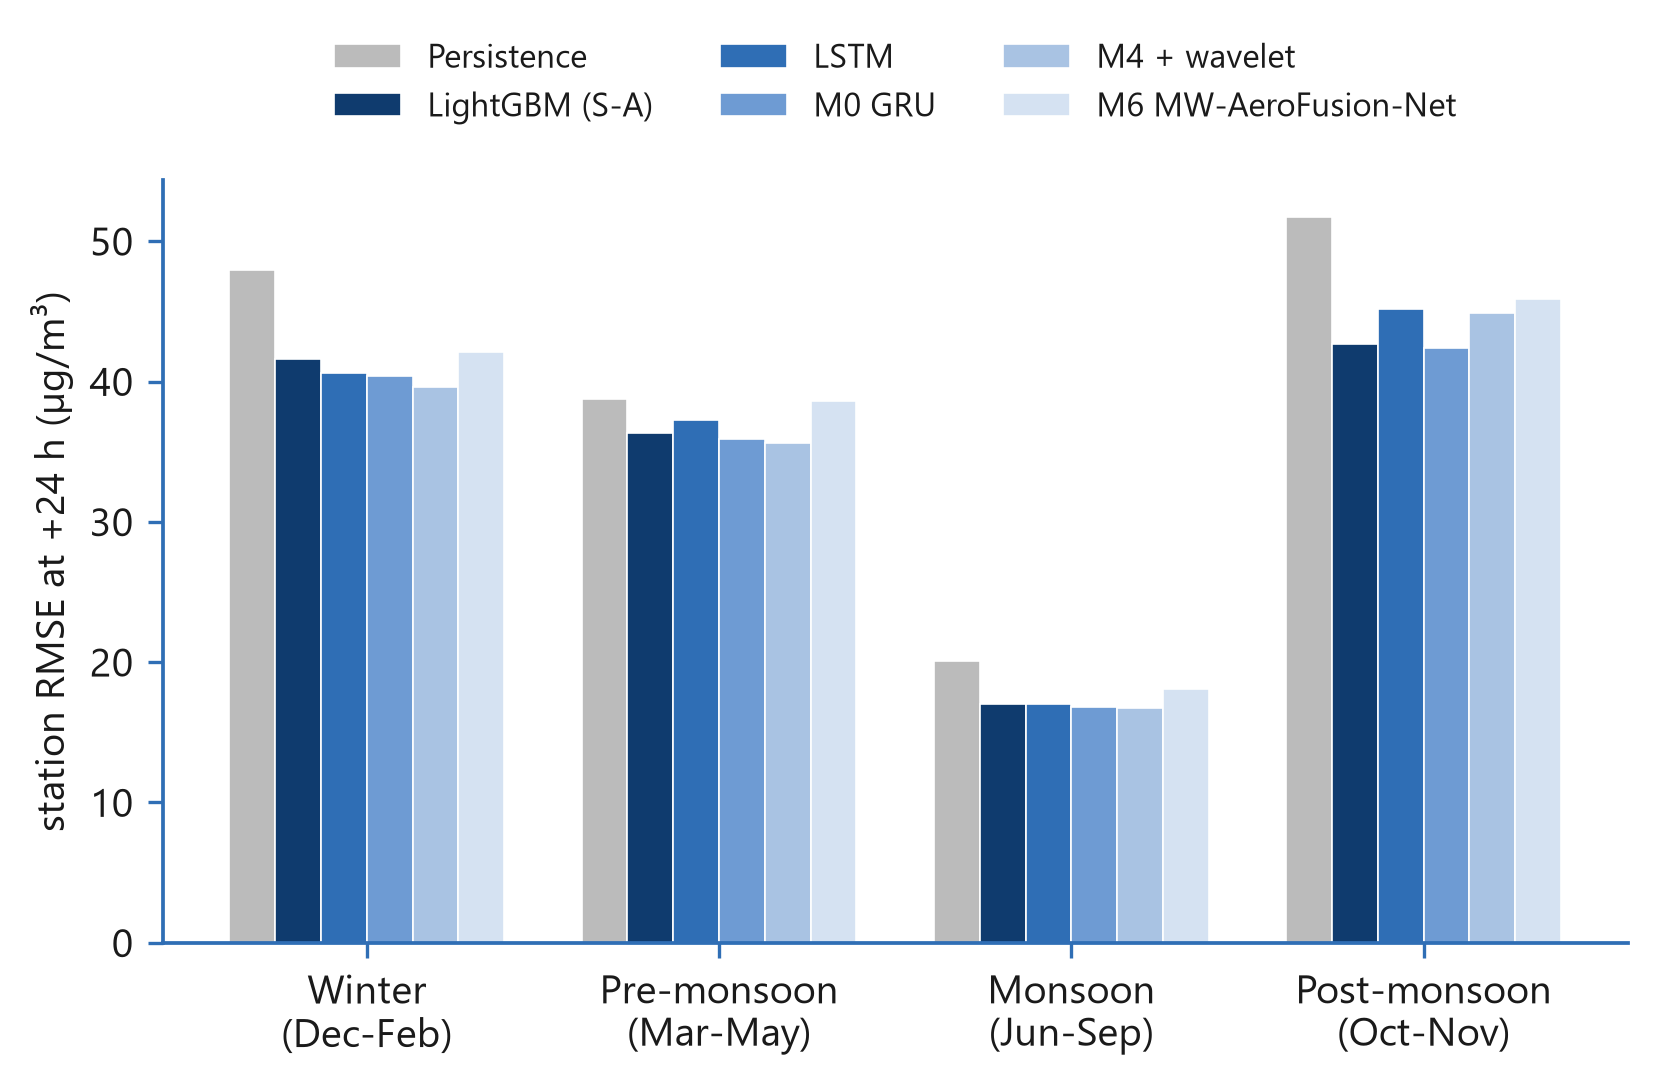 Persistence
LSTM
M4 + wavelet
LightGBM (S-A)
M0 GRU
M6 MW-AeroFusion-Net
station RMSE at +24 h (µg/m³)
50
40
30
20
10
0
Winter
(Dec-Feb)
Pre-monsoon
(Mar-May)
Monsoon
(Jun-Sep)
Post-monsoon
(Oct-Nov)